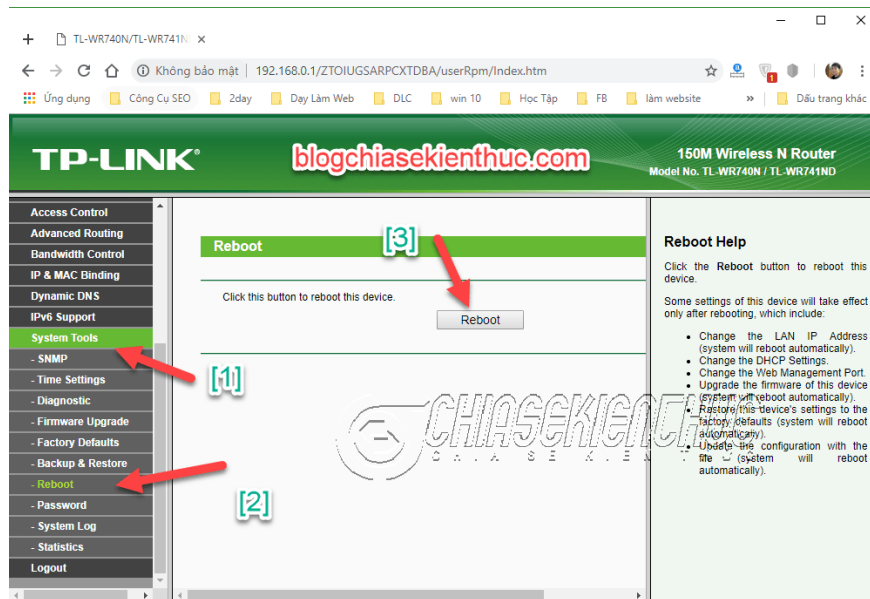 TL-WR740N/TL-WR741N
Không bảo mật | 192.168.0.1/ZTOIUGSARPCXTDBA/userRpm/Index.htm
Ứng dụng Công Cụ SEO 2day Dạy Làm Web DLC win 10 Học Tập FB làm website » Dấu trang khác
TP-LINK®
blogchiasekienthuc.com
150M Wireless N Router
Model No. TL-WR740N / TL-WR741ND
Access Control
Advanced Routing
Bandwidth Control
IP & MAC Binding
Dynamic DNS
IPv6 Support
System Tools
- SNMP
- Time Settings
- Diagnostic
- Firmware Upgrade
- Factory Defaults
- Backup & Restore
- Reboot
- Password
- System Log
- Statistics
Logout
[1]
[2]
Reboot
[3]
Click this button to reboot this device.
Reboot
Reboot Help
Click the Reboot button to reboot this
device.
Some settings of this device will take effect
only after rebooting, which include:
• Change the LAN IP Address
(system will reboot automatically).
• Change the DHCP Settings.
• Change the Web Management Port.
• Upgrade the firmware of this device
(system will reboot automatically).
• Restore this device's settings to the
factory defaults (system will reboot
automatically).
• Update the configuration with the
file (system will reboot
automatically).